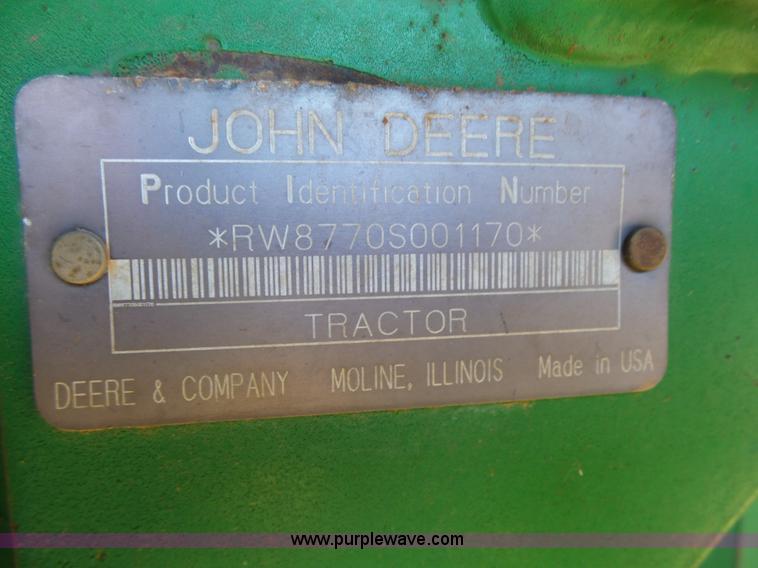 JOHN DEERE
Product Identification Number
*RW8770S001170*
TRACTOR
DEERE & COMPANY MOLINE, ILLINOIS Made in USA
www.purplewave.com